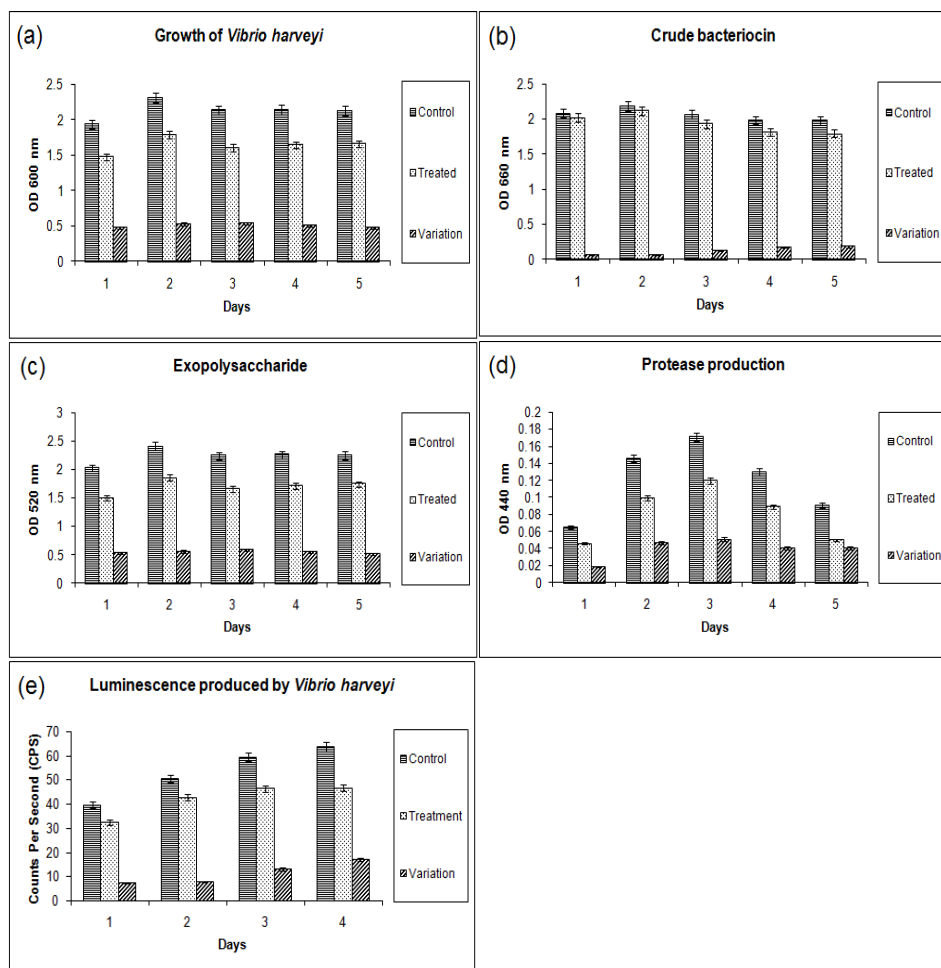 (a)
Growth of Vibrio harveyi
OD 600 nm
2.5
2
1.5
1
0.5
0
1 2 3 4 5
Days
Control
Treated
Variation
(b)
Crude bacteriocin
OD 660 nm
2.5
2
1.5
1
0.5
0
1 2 3 4 5
Days
Control
Treated
Variation
(c)
Exopolysaccharide
OD 520 nm
3
2.5
2
1.5
1
0.5
0
1 2 3 4 5
Days
Control
Treated
Variation
(d)
Protease production
OD 440 nm
0.2
0.18
0.16
0.14
0.12
0.1
0.08
0.06
0.04
0.02
0
1 2 3 4 5
Days
Control
Treated
Variation
(e)
Luminescence produced by Vibrio harveyi
Counts Per Second (CPS)
70
60
50
40
30
20
10
0
1 2 3 4
Days
Control
Treatment
Variation